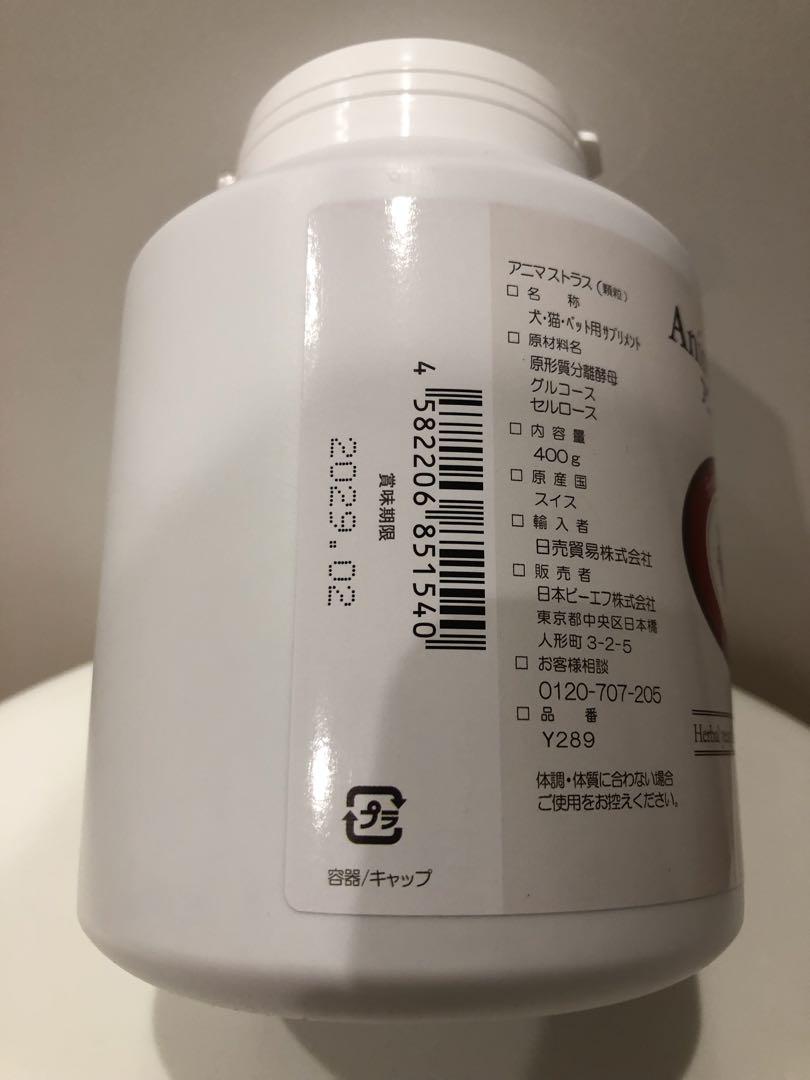 アニマストラス(顆粒)
□ 名 称
犬・猫・ペット用サプリメント
□ 原材料名
原形質分離酵母
グルコース
セルロース
□ 内 容 量
400g
□ 原 産 国
スイス
□ 輸 入 者
日売貿易株式会社
□ 販 売 者
日本ビーエフ株式会社
東京都中央区日本橋
人形町 3-2-5
□ お客様相談
0120-707-205
□ 品 番
Y289
体調・体質に合わない場合
ご使用をお控えください。
4 582206 851540
賞味期限
2029.02
プラ
容器/キャップ
Herbal